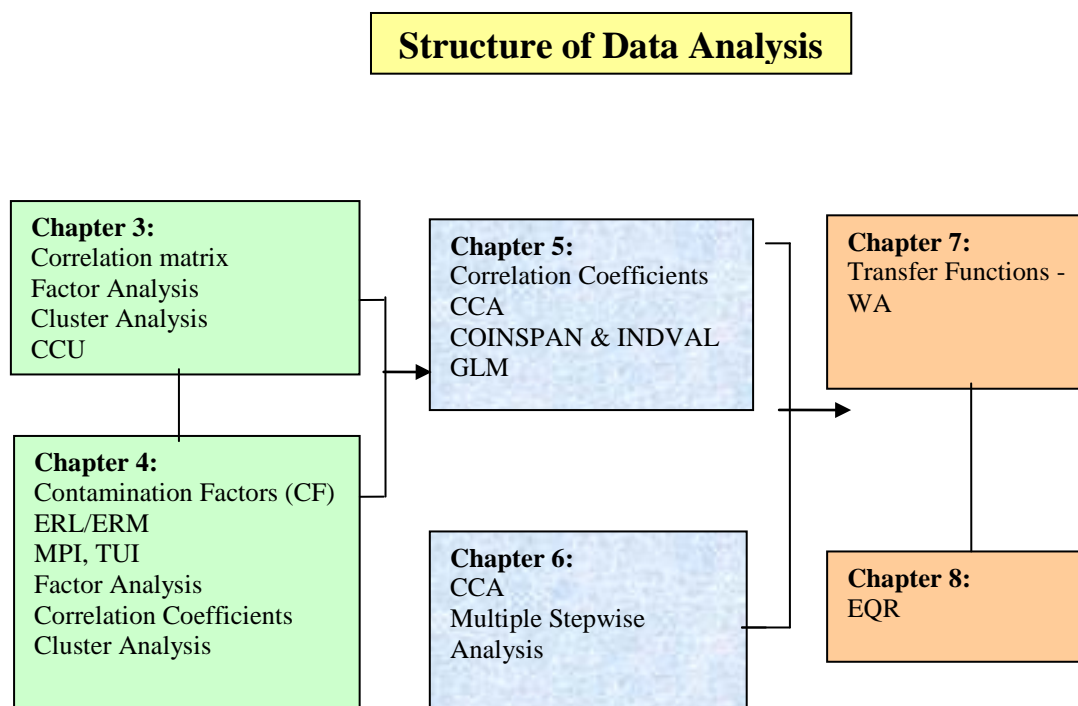 Structure of Data Analysis
Chapter 3:
Correlation matrix
Factor Analysis
Cluster Analysis
CCU
Chapter 4:
Contamination Factors (CF)
ERL/ERM
MPI, TUI
Factor Analysis
Correlation Coefficients
Cluster Analysis
Chapter 5:
Correlation Coefficients
CCA
COINSPAN & INDVAL
GLM
Chapter 6:
CCA
Multiple Stepwise
Analysis
Chapter 7:
Transfer Functions -
WA
Chapter 8:
EQR